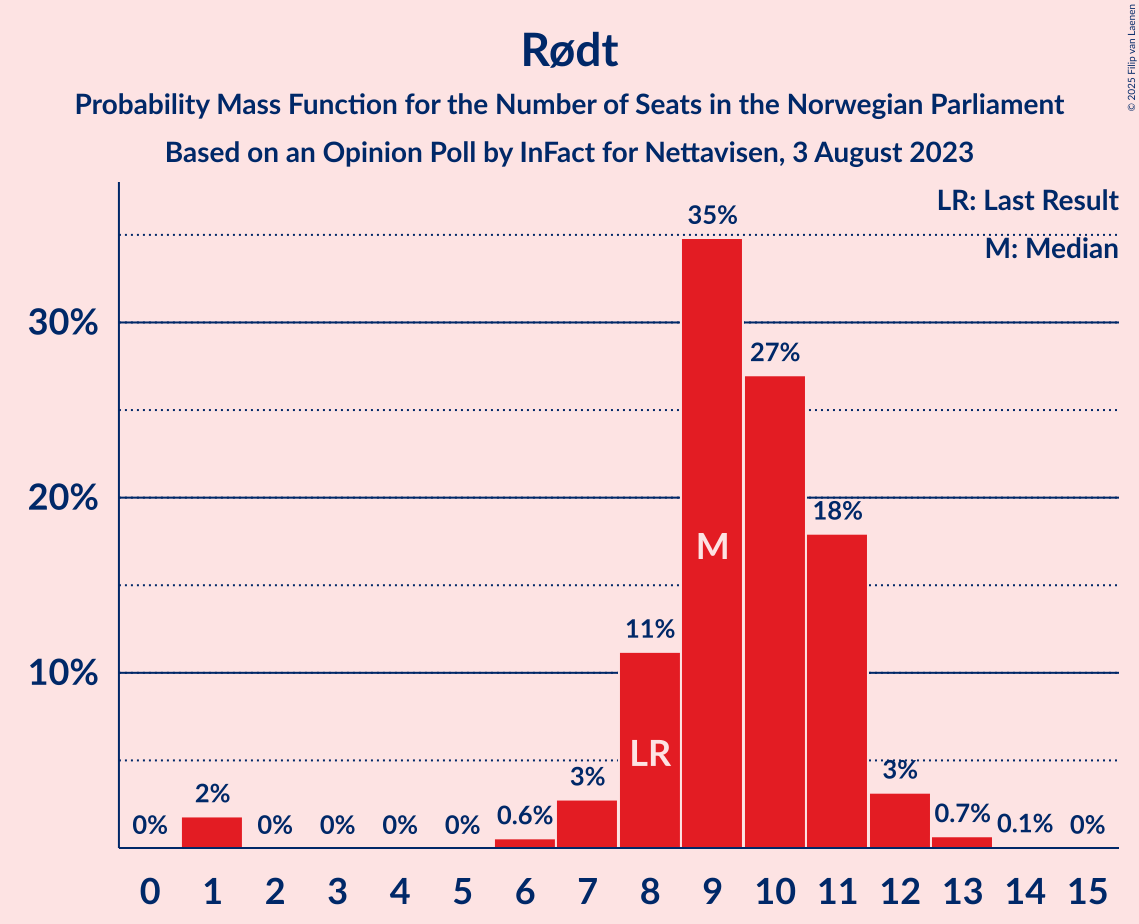 Rødt
Probability Mass Function for the Number of Seats in the Norwegian Parliament
Based on an Opinion Poll by InFact for Nettavisen, 3 August 2023
© 2025 Filip van Laenen
LR: Last Result
M: Median
35%
30%
27%
20%
18%
M
11%
10%
LR
3%
3%
2%
0.6%
0.7%
0%
0%
0%
0%
0%
0.1%
0%
0 1 2 3 4 5 6 7 8 9 10 11 12 13 14 15